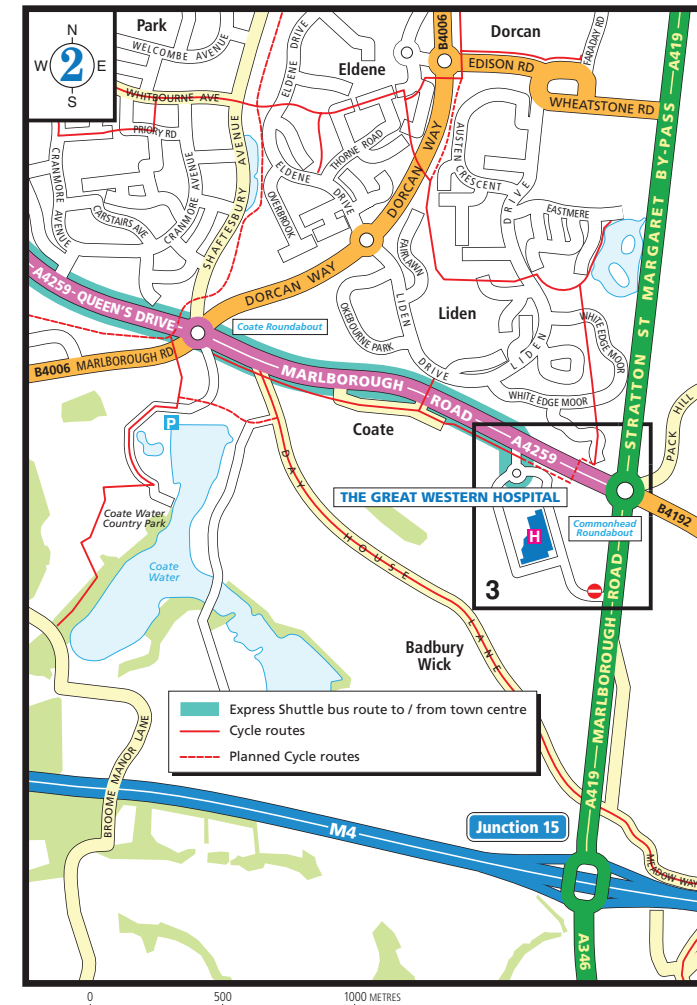 N
W 2 E
S
Park
WELCOMBE AVENUE
ELDENE DRIVE
Eldene
B4006
Dorcan
FARADAY RD
A419
EDISON RD
WHEATSTONE RD
WHITBOURNE AVE
PRIORY RD
THORNE ROAD
DORCAN WAY
AUSTEN CRESCENT
DRIVE
EASTMERE
STRATTON ST MARGARET BY-PASS
CRANMORE AVENUE
CARSTAIRS AVE
CRANMORE AVENUE
SHAFTESBURY AVENUE
ELDENE DRIVE
OVERBROOK
FAIRLAWN
A4259-QUEEN'S DRIVE
DORCAN WAY
Coate Roundabout
OKEBOURNE PARK
LIDEN DRIVE
Liden
LIDEN
WHITE EDGE MOOR
WHITE EDGE MOOR
B4006 MARLBOROUGH RD
MARLBOROUGH ROAD
A4259
PACK HILL
Coate
P
DAY HOUSE LANE
THE GREAT WESTERN HOSPITAL
H
Commonhead
Roundabout
B4192
3
Coate Water
Country Park
Coate
Water
Badbury
Wick
A419 MARLBOROUGH ROAD
Express Shuttle bus route to / from town centre
Cycle routes
Planned Cycle routes
BROOME MANOR LANE
M4
Junction 15
MEADOW WAY
A346
0 500 1000 METRES